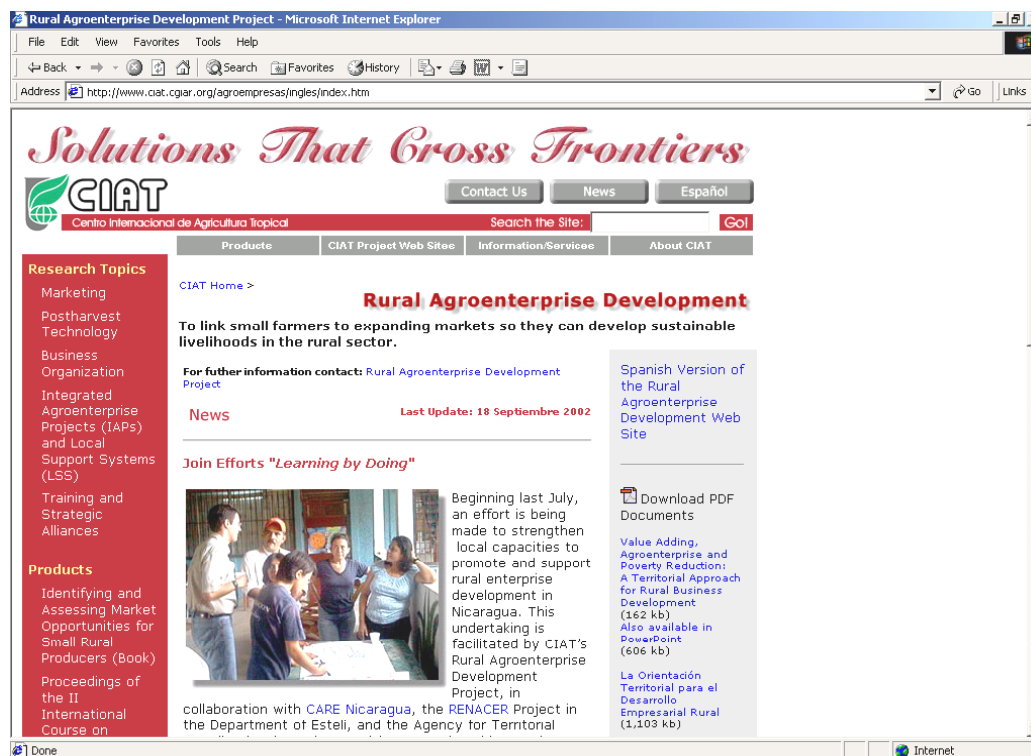 Rural Agroenterprise Development Project - Microsoft Internet Explorer
File Edit View Favorites Tools Help
Back Search Favorites History
Address http://www.ciat.cgiar.org/agroempresas/ingles/index.htm Go Links
Solutions That Cross Frontiers
CIAT
Contact Us News Español
Centro Internacional de Agricultura Tropical Search the Site: Go!
Products CIAT Project Web Sites Information/Services About CIAT
Research Topics
Marketing
Postharvest
Technology
Business
Organization
Integrated
Agroenterprise
Projects (IAPs)
and Local
Support Systems
(LSS)
Training and
Strategic
Alliances
Products
Identifying and
Assessing Market
Opportunities for
Small Rural
Producers (Book)
Proceedings of
the II
International
Course on
CIAT Home >
Rural Agroenterprise Development
To link small farmers to expanding markets so they can develop sustainable
livelihoods in the rural sector.
For futher information contact: Rural Agroenterprise Development
Project
News Last Update: 18 Septiembre 2002
Join Efforts "Learning by Doing"
Beginning last July,
an effort is being
made to strengthen
local capacities to
promote and support
rural enterprise
development in
Nicaragua. This
undertaking is
facilitated by CIAT's
Rural Agroenterprise
Development
Project, in
collaboration with CARE Nicaragua, the RENACER Project in
the Department of Esteli, and the Agency for Territorial
Spanish Version of
the Rural
Agroenterprise
Development Web
Site
Download PDF
Documents
Value Adding,
Agroenterprise and
Poverty Reduction:
A Territorial Approach
for Rural Business
Development
(162 kb)
Also available in
PowerPoint
(606 kb)
La Orientación
Territorial para el
Desarrollo
Empresarial Rural
(1,103 kb)
Done Internet